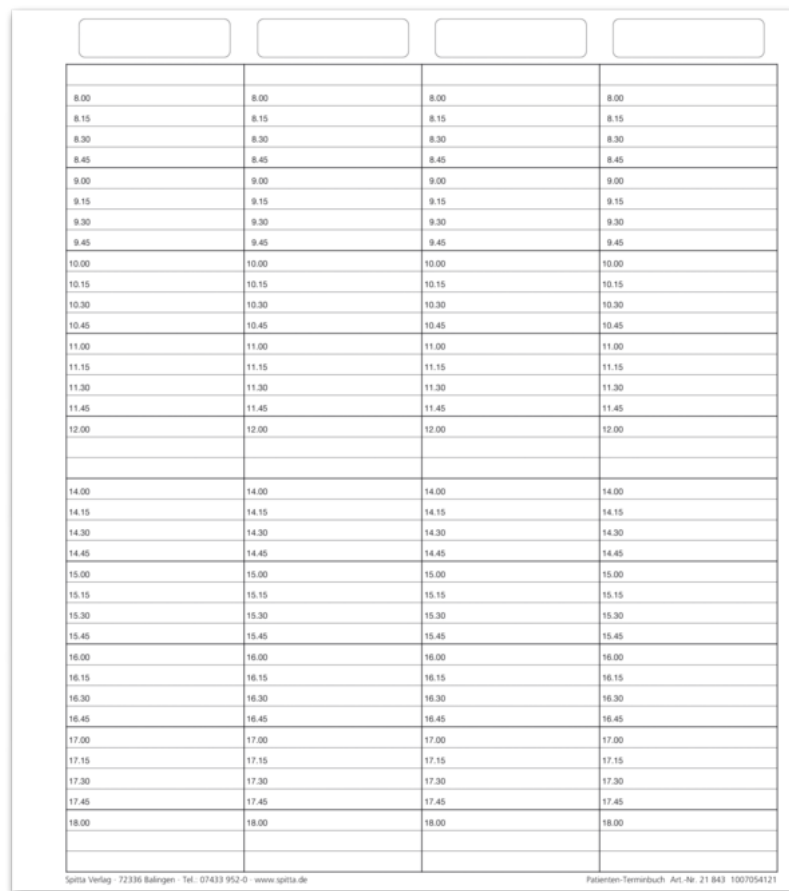 8.00 8.00 8.00 8.00
8.15 8.15 8.15 8.15
8.30 8.30 8.30 8.30
8.45 8.45 8.45 8.45
9.00 9.00 9.00 9.00
9.15 9.15 9.15 9.15
9.30 9.30 9.30 9.30
9.45 9.45 9.45 9.45
10.00 10.00 10.00 10.00
10.15 10.15 10.15 10.15
10.30 10.30 10.30 10.30
10.45 10.45 10.45 10.45
11.00 11.00 11.00 11.00
11.15 11.15 11.15 11.15
11.30 11.30 11.30 11.30
11.45 11.45 11.45 11.45
12.00 12.00 12.00 12.00
14.00 14.00 14.00 14.00
14.15 14.15 14.15 14.15
14.30 14.30 14.30 14.30
14.45 14.45 14.45 14.45
15.00 15.00 15.00 15.00
15.15 15.15 15.15 15.15
15.30 15.30 15.30 15.30
15.45 15.45 15.45 15.45
16.00 16.00 16.00 16.00
16.15 16.15 16.15 16.15
16.30 16.30 16.30 16.30
16.45 16.45 16.45 16.45
17.00 17.00 17.00 17.00
17.15 17.15 17.15 17.15
17.30 17.30 17.30 17.30
17.45 17.45 17.45 17.45
18.00 18.00 18.00 18.00
Spitta Verlag · 72336 Balingen · Tel.: 07433 952-0 · www.spitta.de Patienten-Terminbuch Art.-Nr. 21 843 1007054121